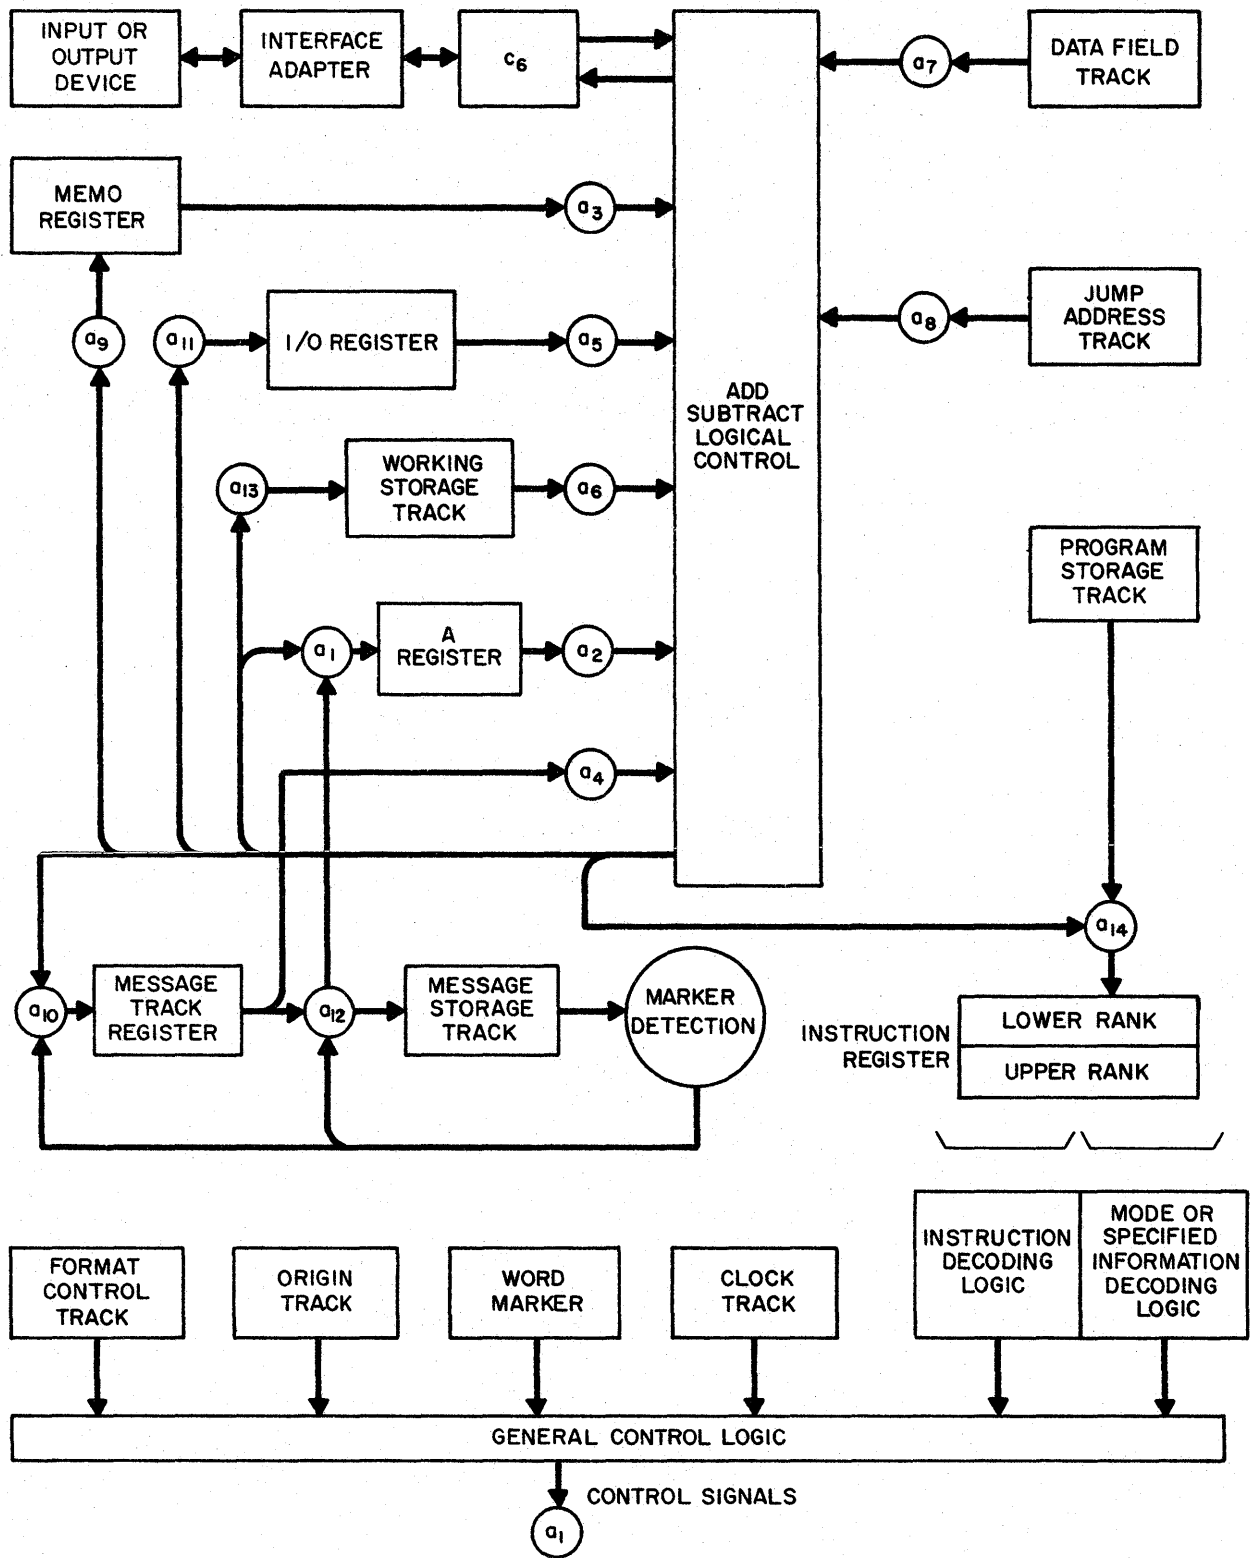 INPUT OR
OUTPUT
DEVICE
INTERFACE
ADAPTER
c6
a7
DATA FIELD
TRACK
MEMO
REGISTER
a3
a9
a11
I/O REGISTER
a5
a8
JUMP
ADDRESS
TRACK
ADD
SUBTRACT
LOGICAL
CONTROL
a13
WORKING
STORAGE
TRACK
a6
PROGRAM
STORAGE
TRACK
a1
A
REGISTER
a2
a4
a14
a10
MESSAGE
TRACK
REGISTER
a12
MESSAGE
STORAGE
TRACK
MARKER
DETECTION
INSTRUCTION
REGISTER
LOWER RANK
UPPER RANK
FORMAT
CONTROL
TRACK
ORIGIN
TRACK
WORD
MARKER
CLOCK
TRACK
INSTRUCTION
DECODING
LOGIC
MODE OR
SPECIFIED
INFORMATION
DECODING
LOGIC
GENERAL CONTROL LOGIC
CONTROL SIGNALS
a1